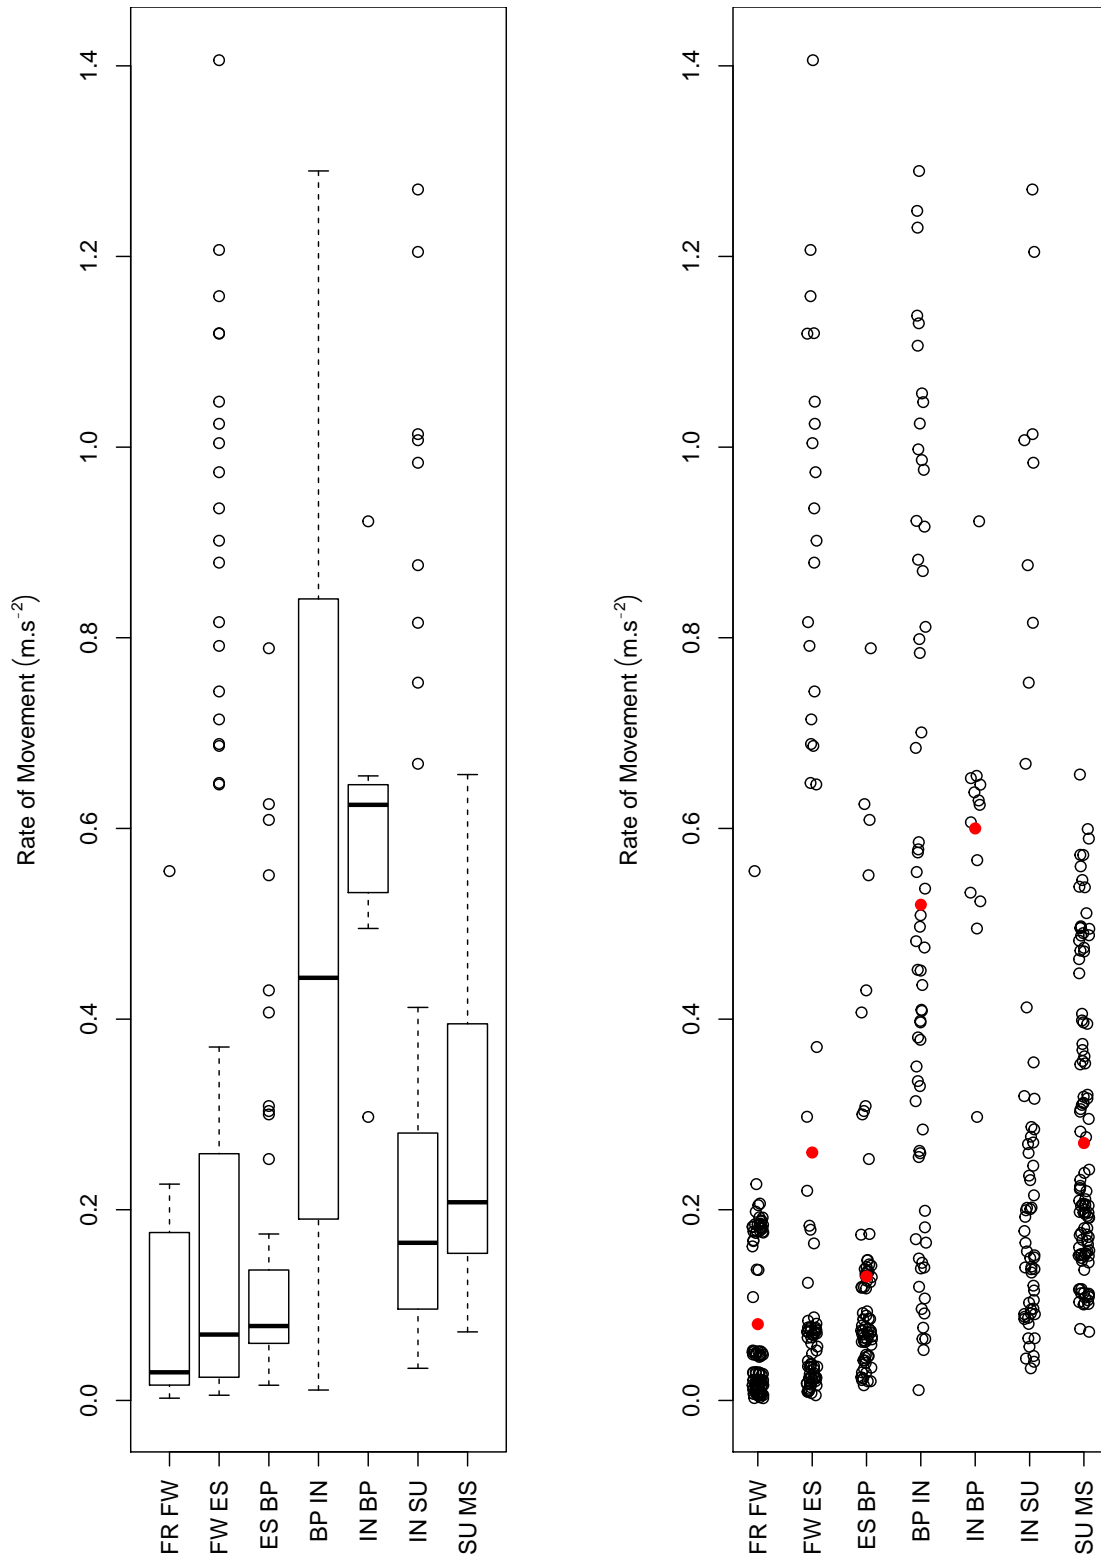 Rate of Movement (m.s⁻²)
0.0 0.2 0.4 0.6 0.8 1.0 1.2 1.4
FR FW
FW ES
ES BP
BP IN
IN BP
IN SU
SU MS
Rate of Movement (m.s⁻²)
0.0 0.2 0.4 0.6 0.8 1.0 1.2 1.4
FR FW
FW ES
ES BP
BP IN
IN BP
IN SU
SU MS